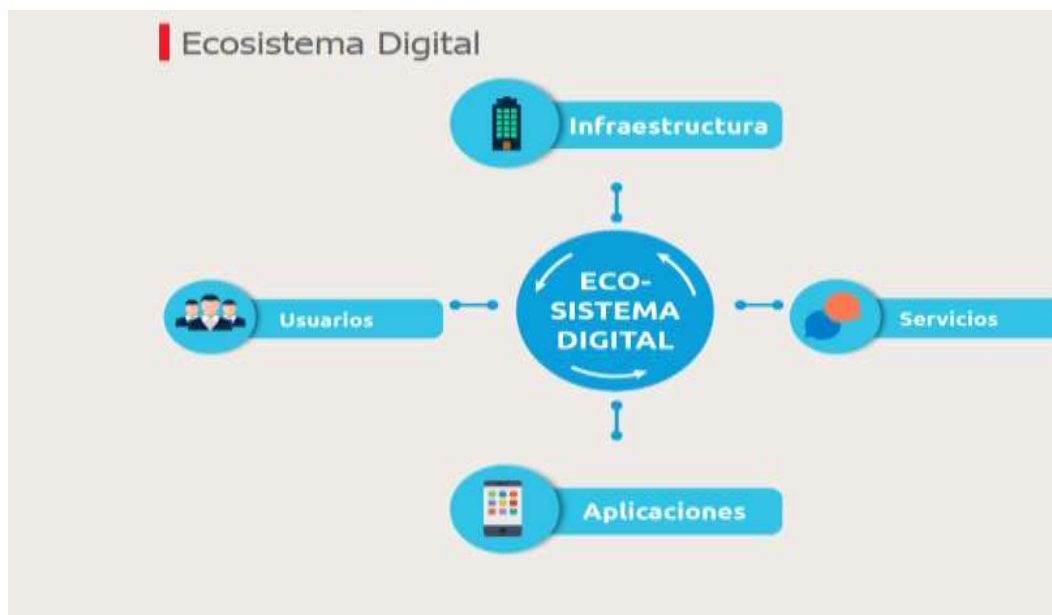 Ecosistema Digital
Infraestructura
Usuarios
ECO-
SISTEMA
DIGITAL
Servicios
Aplicaciones